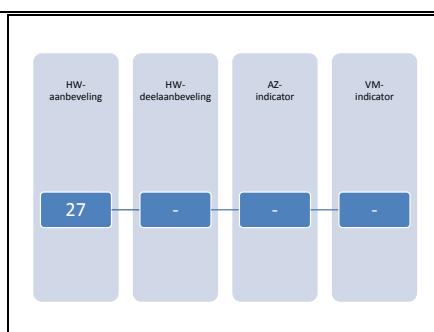 HW-
aanbeveling
HW-
deelaanbeveling
AZ-
indicator
VM-
indicator
27
-
-
-